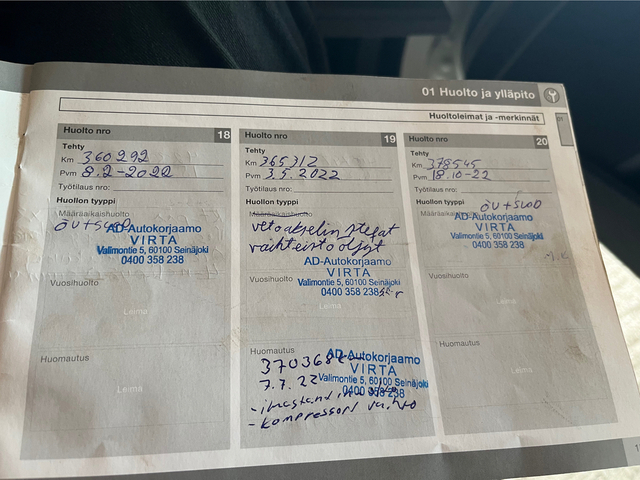 01 Huolto ja ylläpito
Huoltoleimat ja -merkinnät
Huolto nro 18
Tehty
Km 360 292
Pvm 8.2-2022
Työtilaus nro:
Huollon tyyppi
Määräaikaishuolto
ÖV+SUOD
AD-Autokorjaamo
VIRTA
Valimontie 5, 60100 Seinäjoki
0400 358 238
Vuosihuolto
Leima
Huomautus
Leima
Huolto nro 19
Tehty
Km 365312
Pvm 3.5.2022
Työtilaus nro:
Huollon tyyppi
Määräaikaishuolto
vetoakselin stefat
vaihteisto öljyt
AD-Autokorjaamo
VIRTA
Valimontie 5, 60100 Seinäjoki
0400 358 238
Vuosihuolto
Leima
Huomautus
370368
7.7.22
AD-Autokorjaamo
VIRTA
Valimontie 5, 60100 Seinäjoki
0400 358 238
- kompressori vaihto
Huolto nro 20
Tehty
Km 378545
Pvm 18.10-22
Työtilaus nro:
Huollon tyyppi
ÖV+SUOD
Määräaikaishuolto
AD-Autokorjaamo
VIRTA
Valimontie 5, 60100 Seinäjoki
0400 358 238
Vuosihuolto
Leima
Huomautus
Leima